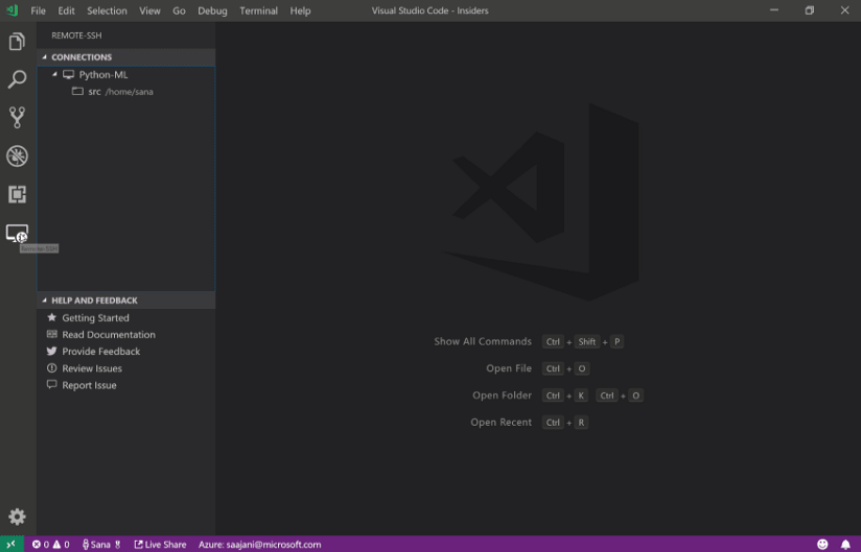 File Edit Selection View Go Debug Terminal Help Visual Studio Code - Insiders
REMOTE-SSH
CONNECTIONS
Python-ML
src /home/sana
Remote-SSH
HELP AND FEEDBACK
Getting Started
Read Documentation
Provide Feedback
Review Issues
Report Issue
Show All Commands Ctrl + Shift + P
Open File Ctrl + O
Open Folder Ctrl + K Ctrl + O
Open Recent Ctrl + R
0 0 Sana Live Share Azure: saajani@microsoft.com